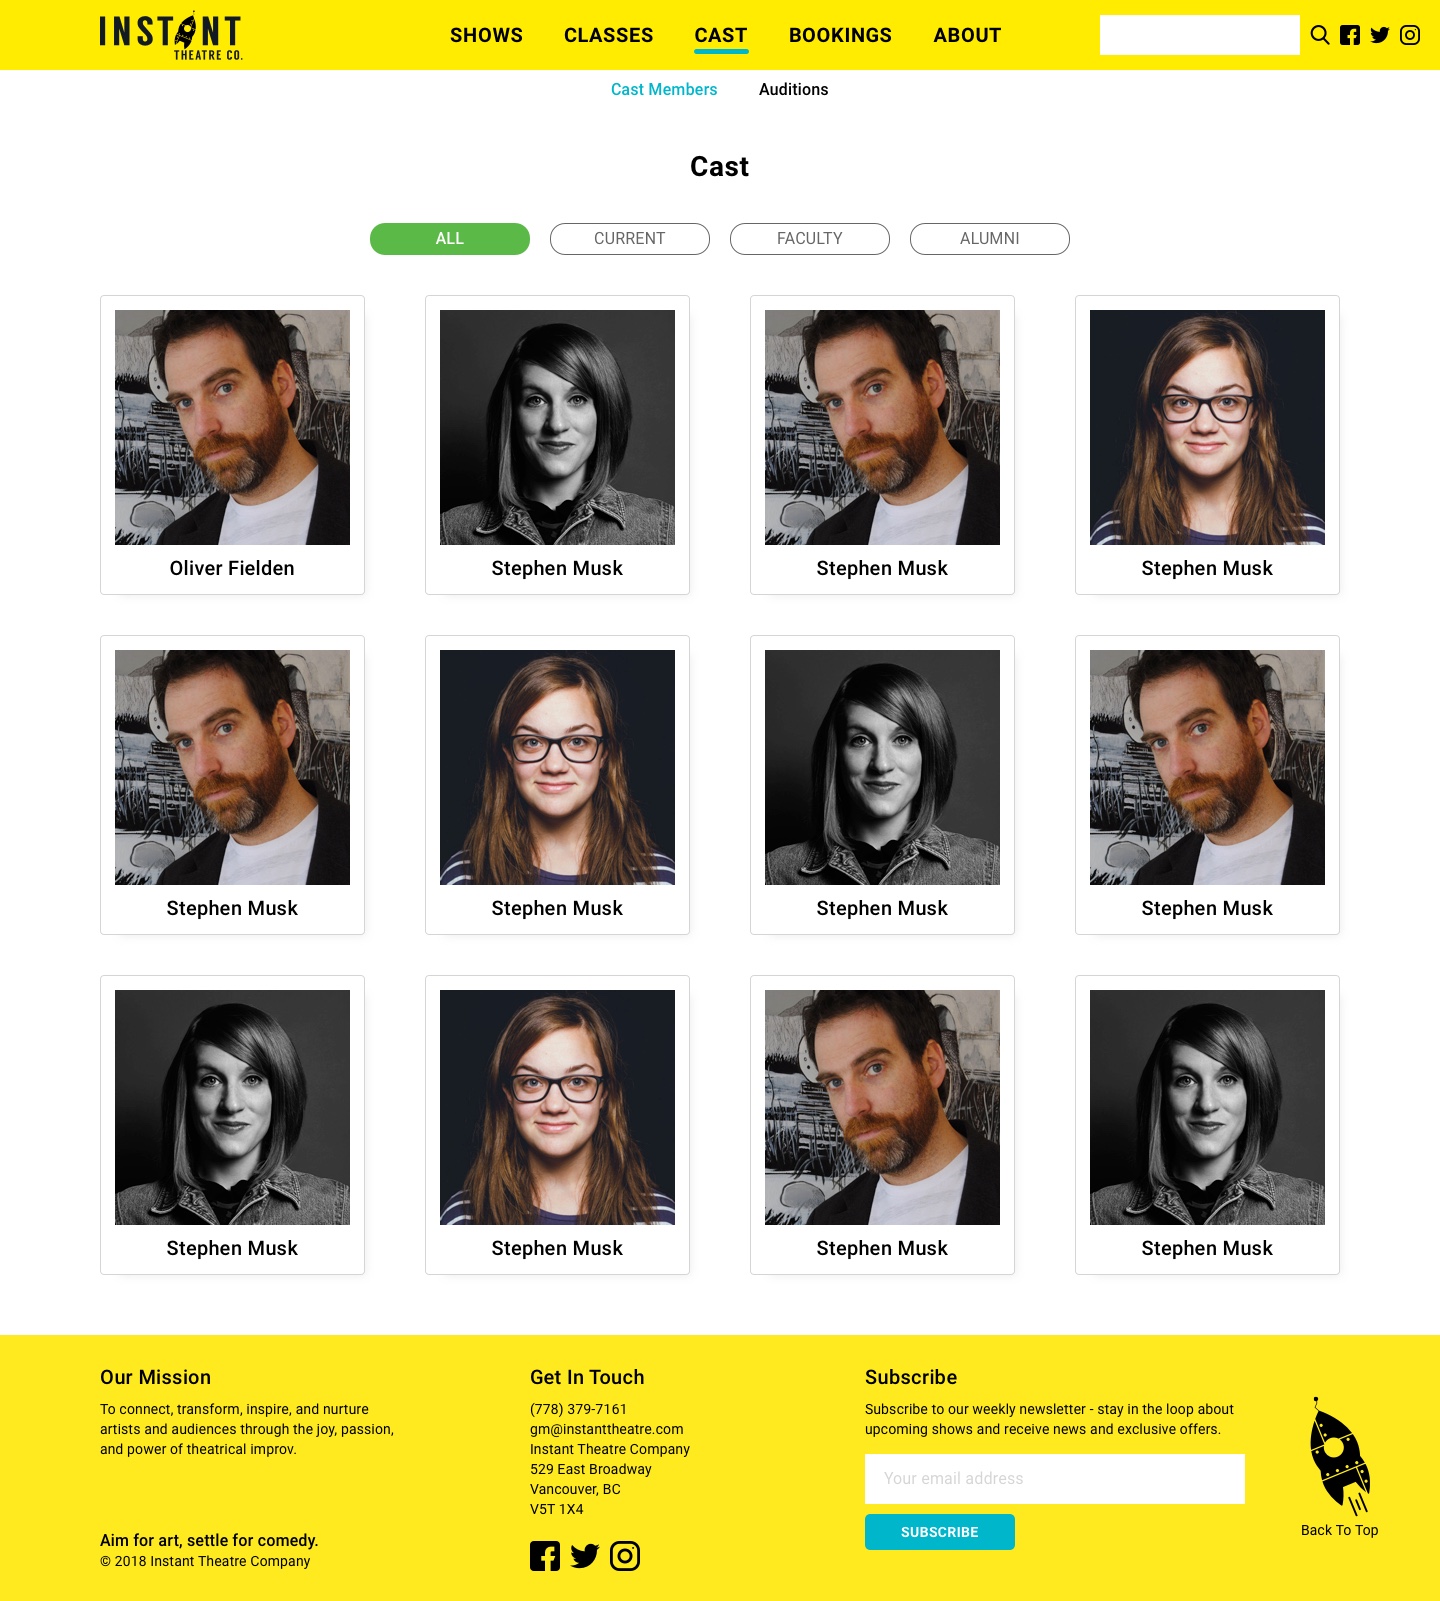 INSTANT
THEATRE CO.
SHOWS CLASSES CAST BOOKINGS ABOUT
Cast Members Auditions
Cast
ALL CURRENT FACULTY ALUMNI
Oliver Fielden Stephen Musk Stephen Musk Stephen Musk
Stephen Musk Stephen Musk Stephen Musk Stephen Musk
Stephen Musk Stephen Musk Stephen Musk Stephen Musk
Our Mission
To connect, transform, inspire, and nurture
artists and audiences through the joy, passion,
and power of theatrical improv.
Aim for art, settle for comedy.
© 2018 Instant Theatre Company
Get In Touch
(778) 379-7161
gm@instanttheatre.com
Instant Theatre Company
529 East Broadway
Vancouver, BC
V5T 1X4
Subscribe
Subscribe to our weekly newsletter - stay in the loop about
upcoming shows and receive news and exclusive offers.
Your email address
SUBSCRIBE
Back To Top